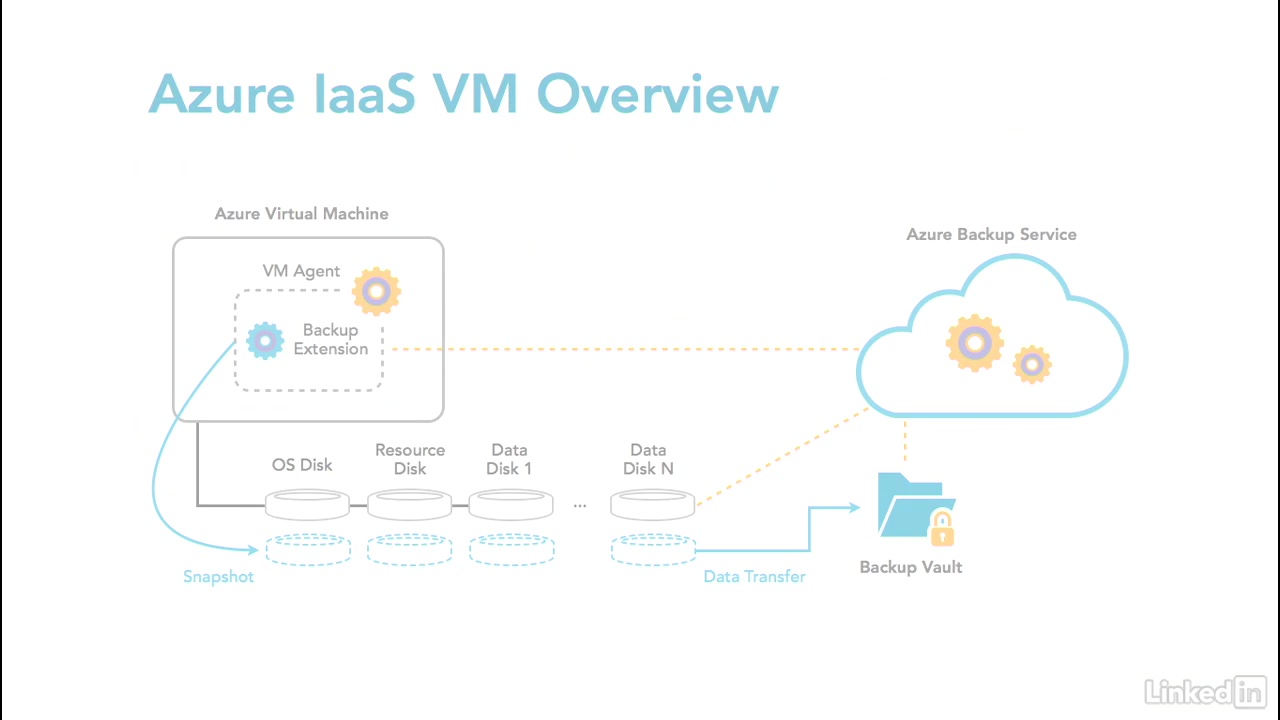 Azure IaaS VM Overview
Azure Virtual Machine
Azure Backup Service
VM Agent
Backup
Extension
OS Disk
Resource
Disk
Data
Disk 1
...
Data
Disk N
Snapshot
Data Transfer
Backup Vault
Linked in